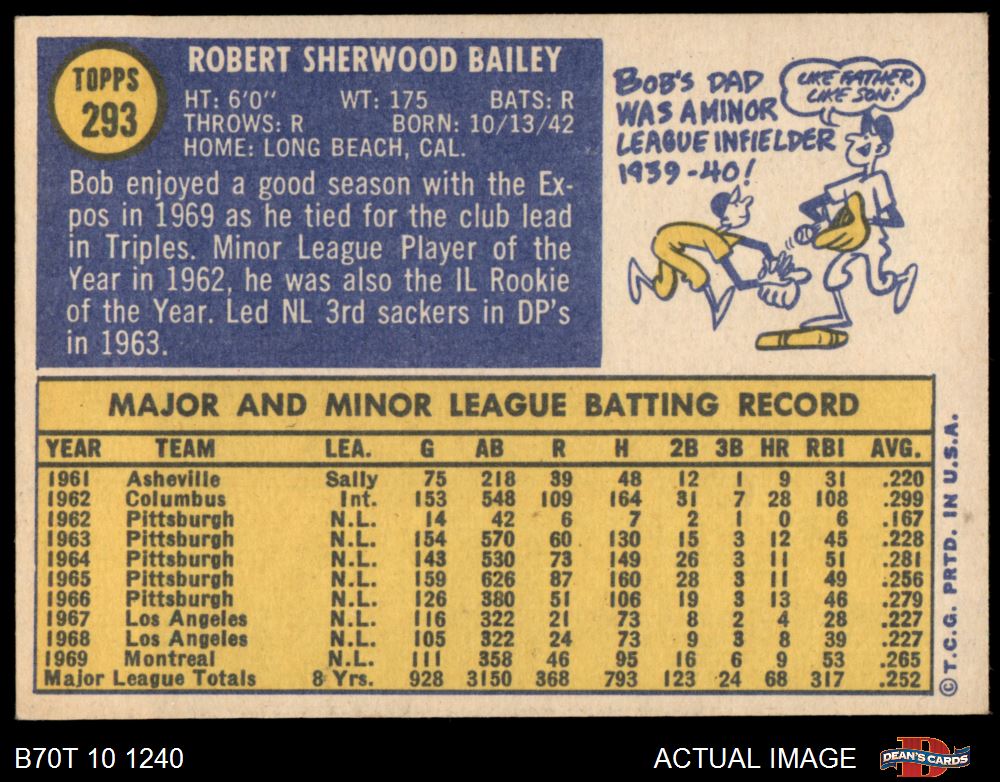 TOPPS
293
ROBERT SHERWOOD BAILEY
HT: 6'0" WT: 175 BATS: R
THROWS: R BORN: 10/13/42
HOME: LONG BEACH, CAL.
Bob enjoyed a good season with the Ex-
pos in 1969 as he tied for the club lead
in Triples. Minor League Player of the
Year in 1962, he was also the IL Rookie
of the Year. Led NL 3rd sackers in DP's
in 1963.
BOB'S DAD
WAS A MINOR
LEAGUE INFIELDER
1939-40!
LIKE FATHER,
LIKE SON!
MAJOR AND MINOR LEAGUE BATTING RECORD
YEAR TEAM LEA. G AB R H 2B 3B HR RBI AVG.
1961 Asheville Sally 75 218 39 48 12 1 9 31 .220
1962 Columbus Int. 153 548 109 164 31 7 28 108 .299
1962 Pittsburgh N.L. 14 42 6 7 2 1 0 6 .167
1963 Pittsburgh N.L. 154 570 60 130 15 3 12 45 .228
1964 Pittsburgh N.L. 143 530 73 149 26 3 11 51 .281
1965 Pittsburgh N.L. 159 626 87 160 28 3 11 49 .256
1966 Pittsburgh N.L. 126 380 51 106 19 3 13 46 .279
1967 Los Angeles N.L. 116 322 21 73 8 2 4 28 .227
1968 Los Angeles N.L. 105 322 24 73 9 3 8 39 .227
1969 Montreal N.L. 111 358 46 95 16 6 9 53 .265
Major League Totals 8 Yrs. 928 3150 368 793 123 24 68 317 .252
© T.C.G. PRTD. IN U.S.A.
B70T 10 1240
ACTUAL IMAGE
DEAN'S CARDS